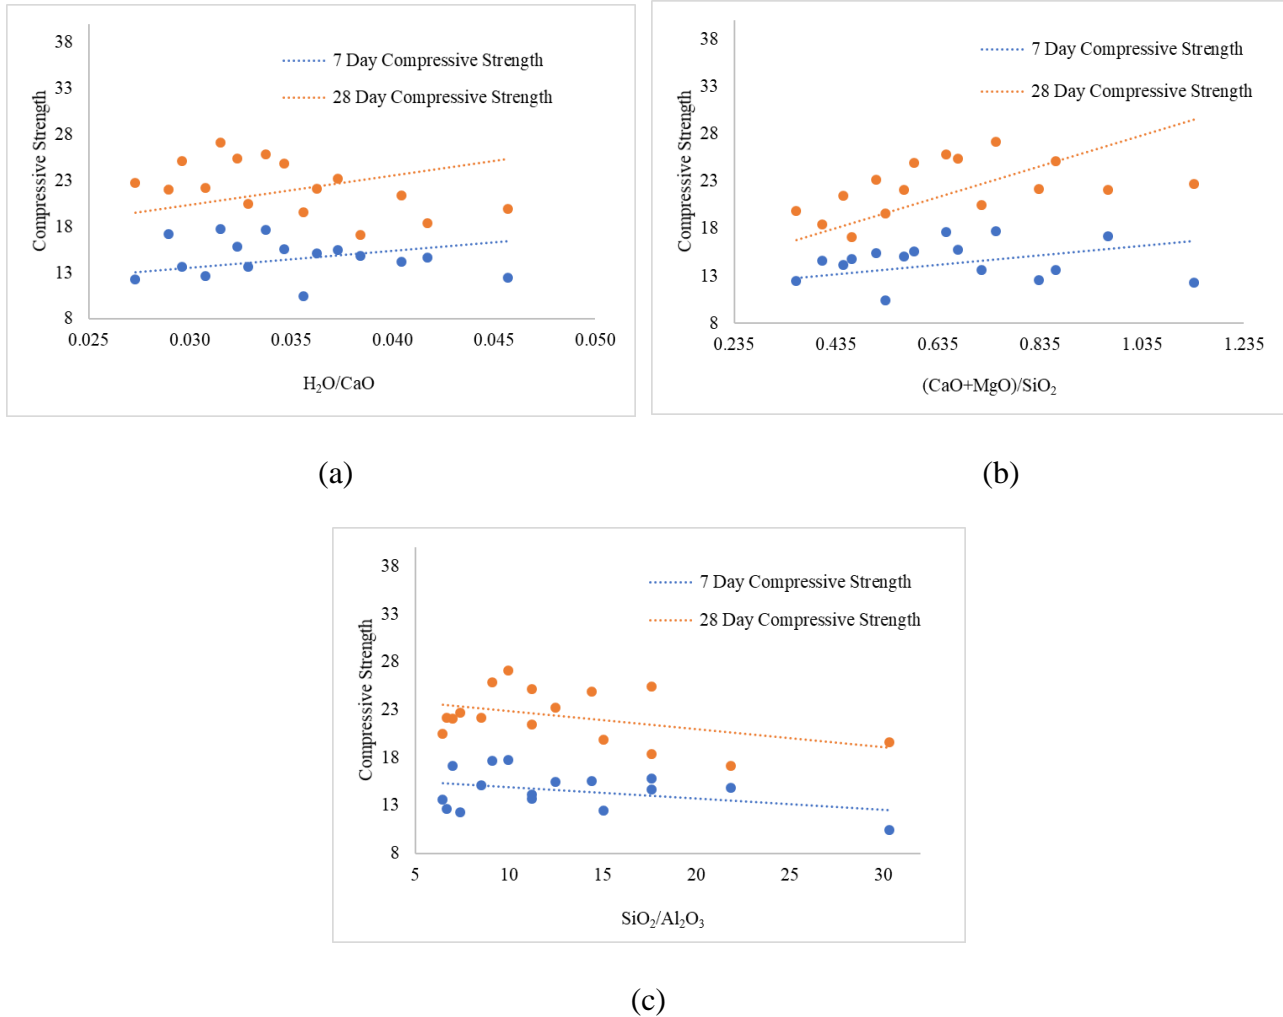 38
33
28
23
18
13
8
Compressive Strength
7 Day Compressive Strength
28 Day Compressive Strength
0.025 0.030 0.035 0.040 0.045 0.050
H₂O/CaO
(a)
38
33
28
23
18
13
8
Compressive Strength
7 Day Compressive Strength
28 Day Compressive Strength
0.235 0.435 0.635 0.835 1.035 1.235
(CaO+MgO)/SiO₂
(b)
38
33
28
23
18
13
8
Compressive Strength
7 Day Compressive Strength
28 Day Compressive Strength
5 10 15 20 25 30
SiO₂/Al₂O₃
(c)